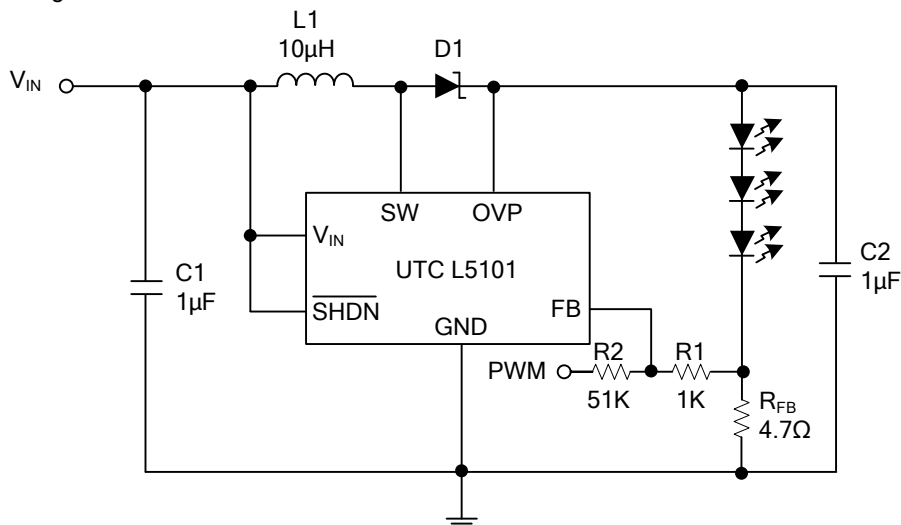 L1
10µH
D1
VIN
SW
OVP
VIN
UTC L5101
SHDN
FB
GND
C1
1µF
C2
1µF
PWM
R2
51K
R1
1K
RFB
4.7Ω